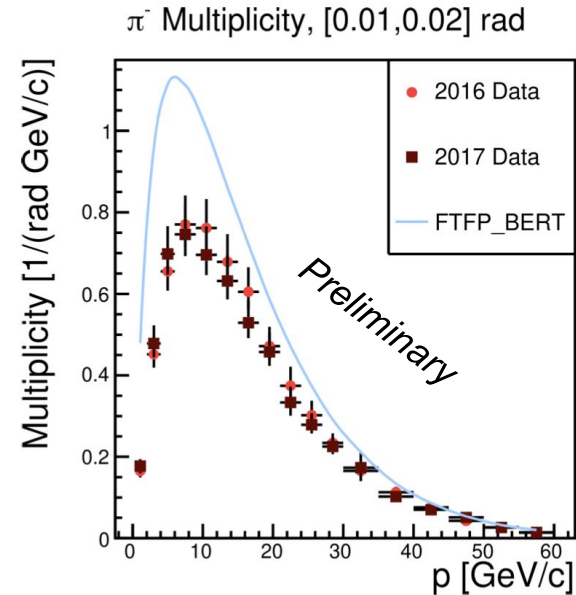 π⁻ Multiplicity, [0.01,0.02] rad
Multiplicity [1/(rad GeV/c)]
1
0.8
0.6
0.4
0.2
0
2016 Data
2017 Data
FTFP_BERT
Preliminary
0 10 20 30 40 50 60
p [GeV/c]